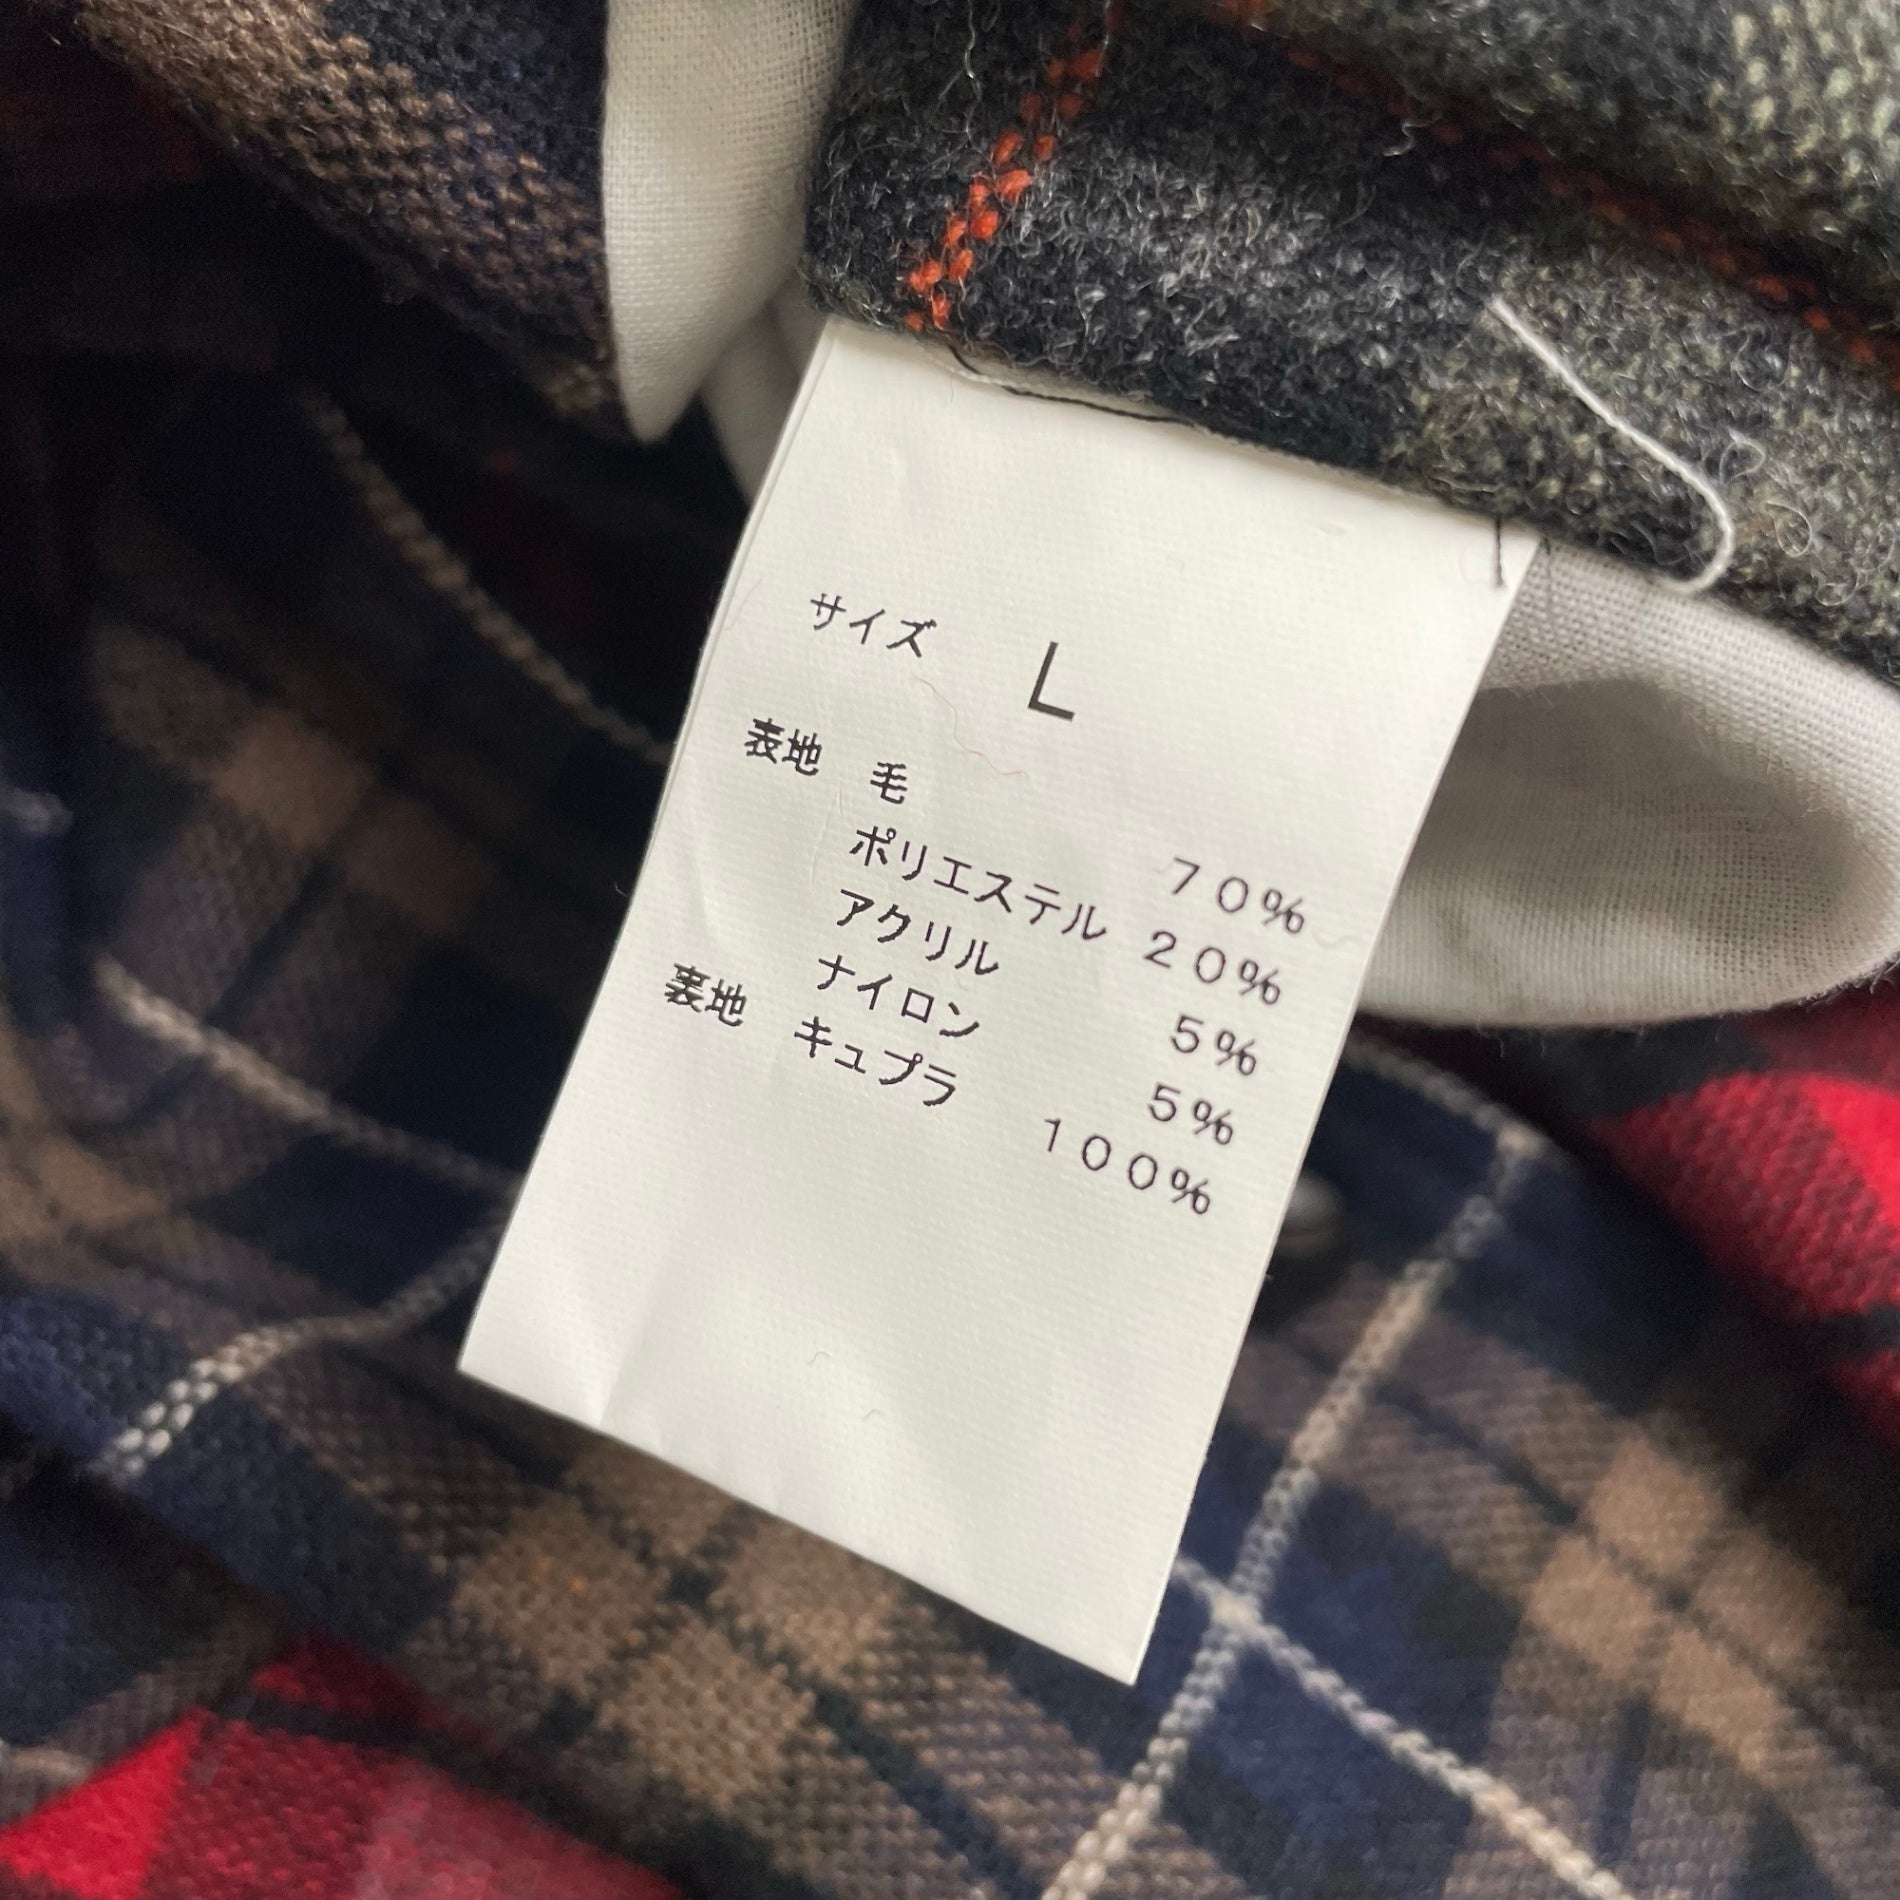 サイズ L
表地 毛 70%
ポリエステル 20%
アクリル 5%
ナイロン 5%
裏地 キュプラ 100%